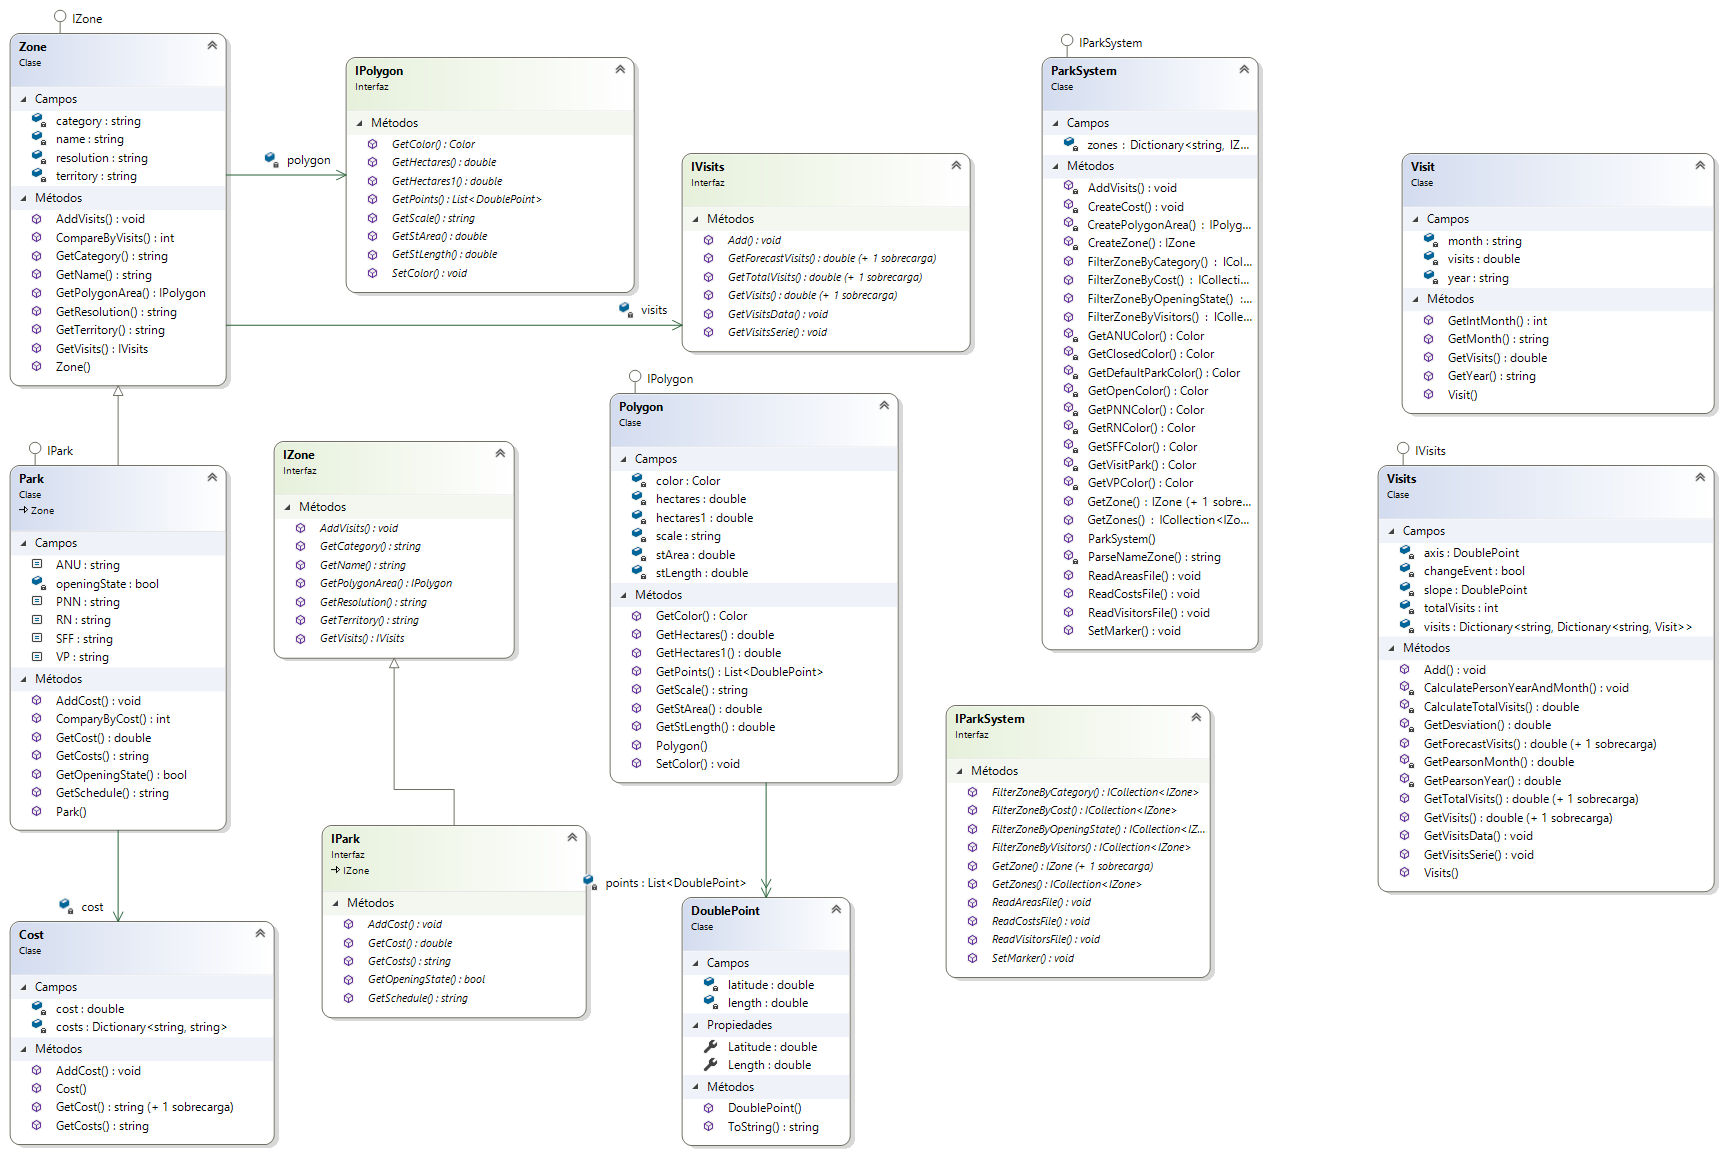 IZone
Zone
Clase
Campos
category : string
name : string
resolution : string
territory : string
Métodos
AddVisits() : void
CompareByVisits() : int
GetCategory() : string
GetName() : string
GetPolygonArea() : IPolygon
GetResolution() : string
GetTerritory() : string
GetVisits() : IVisits
Zone()
polygon
visits
IPolygon
Interfaz
Métodos
GetColor() : Color
GetHectares() : double
GetHectares1() : double
GetPoints() : List<DoublePoint>
GetScale() : string
GetStArea() : double
GetStLength() : double
SetColor() : void
IVisits
Interfaz
Métodos
Add() : void
GetForecastVisits() : double (+ 1 sobrecarga)
GetTotalVisits() : double (+ 1 sobrecarga)
GetVisits() : double (+ 1 sobrecarga)
GetVisitsData() : void
GetVisitsSerie() : void
IParkSystem
ParkSystem
Clase
Campos
zones : Dictionary<string, IZ...
Métodos
AddVisits() : void
CreateCost() : void
CreatePolygonArea() : IPolyg...
CreateZone() : IZone
FilterZoneByCategory() : ICol...
FilterZoneByCost() : ICollecti...
FilterZoneByOpeningState() :...
FilterZoneByVisitors() : IColle...
GetANUColor() : Color
GetClosedColor() : Color
GetDefaultParkColor() : Color
GetOpenColor() : Color
GetPNNColor() : Color
GetRNColor() : Color
GetSFFColor() : Color
GetVisitPark() : Color
GetVPColor() : Color
GetZone() : IZone (+ 1 sobre...
GetZones() : ICollection<IZo...
ParkSystem()
ParseNameZone() : string
ReadAreasFile() : void
ReadCostsFile() : void
ReadVisitorsFile() : void
SetMarker() : void
Visit
Clase
Campos
month : string
visits : double
year : string
Métodos
GetIntMonth() : int
GetMonth() : string
GetVisits() : double
GetYear() : string
Visit()
IPark
Park
Clase
Zone
Campos
ANU : string
openingState : bool
PNN : string
RN : string
SFF : string
VP : string
Métodos
AddCost() : void
ComparyByCost() : int
GetCost() : double
GetCosts() : string
GetOpeningState() : bool
GetSchedule() : string
Park()
cost
IZone
Interfaz
Métodos
AddVisits() : void
GetCategory() : string
GetName() : string
GetPolygonArea() : IPolygon
GetResolution() : string
GetTerritory() : string
GetVisits() : IVisits
IPolygon
Polygon
Clase
Campos
color : Color
hectares : double
hectares1 : double
scale : string
stArea : double
stLength : double
Métodos
GetColor() : Color
GetHectares() : double
GetHectares1() : double
GetPoints() : List<DoublePoint>
GetScale() : string
GetStArea() : double
GetStLength() : double
Polygon()
SetColor() : void
points : List<DoublePoint>
IVisits
Visits
Clase
Campos
axis : DoublePoint
changeEvent : bool
slope : DoublePoint
totalVisits : int
visits : Dictionary<string, Dictionary<string, Visit>>
Métodos
Add() : void
CalculatePersonYearAndMonth() : void
CalculateTotalVisits() : double
GetDesviation() : double
GetForecastVisits() : double (+ 1 sobrecarga)
GetPearsonMonth() : double
GetPearsonYear() : double
GetTotalVisits() : double (+ 1 sobrecarga)
GetVisits() : double (+ 1 sobrecarga)
GetVisitsData() : void
GetVisitsSerie() : void
Visits()
IParkSystem
Interfaz
Métodos
FilterZoneByCategory() : ICollection<IZone>
FilterZoneByCost() : ICollection<IZone>
FilterZoneByOpeningState() : ICollection<IZ...
FilterZoneByVisitors() : ICollection<IZone>
GetZone() : IZone (+ 1 sobrecarga)
GetZones() : ICollection<IZone>
ReadAreasFile() : void
ReadCostsFile() : void
ReadVisitorsFile() : void
SetMarker() : void
IPark
Interfaz
IZone
Métodos
AddCost() : void
GetCost() : double
GetCosts() : string
GetOpeningState() : bool
GetSchedule() : string
Cost
Clase
Campos
cost : double
costs : Dictionary<string, string>
Métodos
AddCost() : void
Cost()
GetCost() : string (+ 1 sobrecarga)
GetCosts() : string
DoublePoint
Clase
Campos
latitude : double
length : double
Propiedades
Latitude : double
Length : double
Métodos
DoublePoint()
ToString() : string